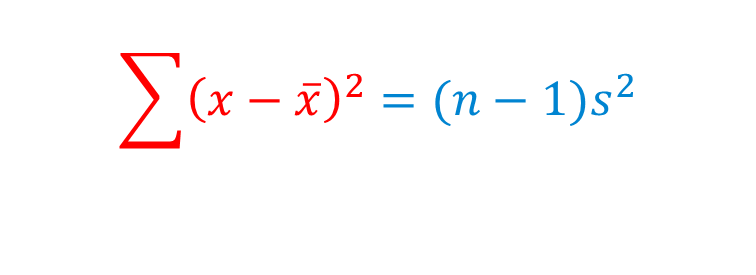 ∑(x − x̄)² = (n − 1)s²